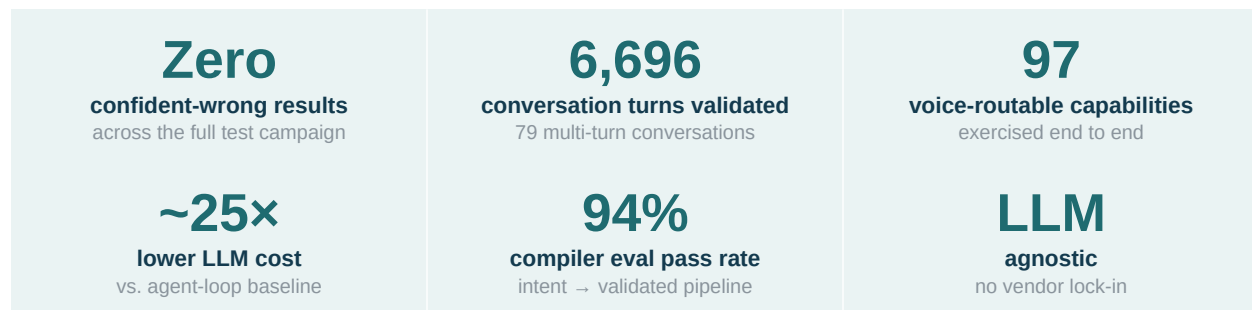 Zero
confident-wrong results
across the full test campaign
6,696
conversation turns validated
79 multi-turn conversations
97
voice-routable capabilities
exercised end to end
~25×
lower LLM cost
vs. agent-loop baseline
94%
compiler eval pass rate
intent → validated pipeline
LLM
agnostic
no vendor lock-in